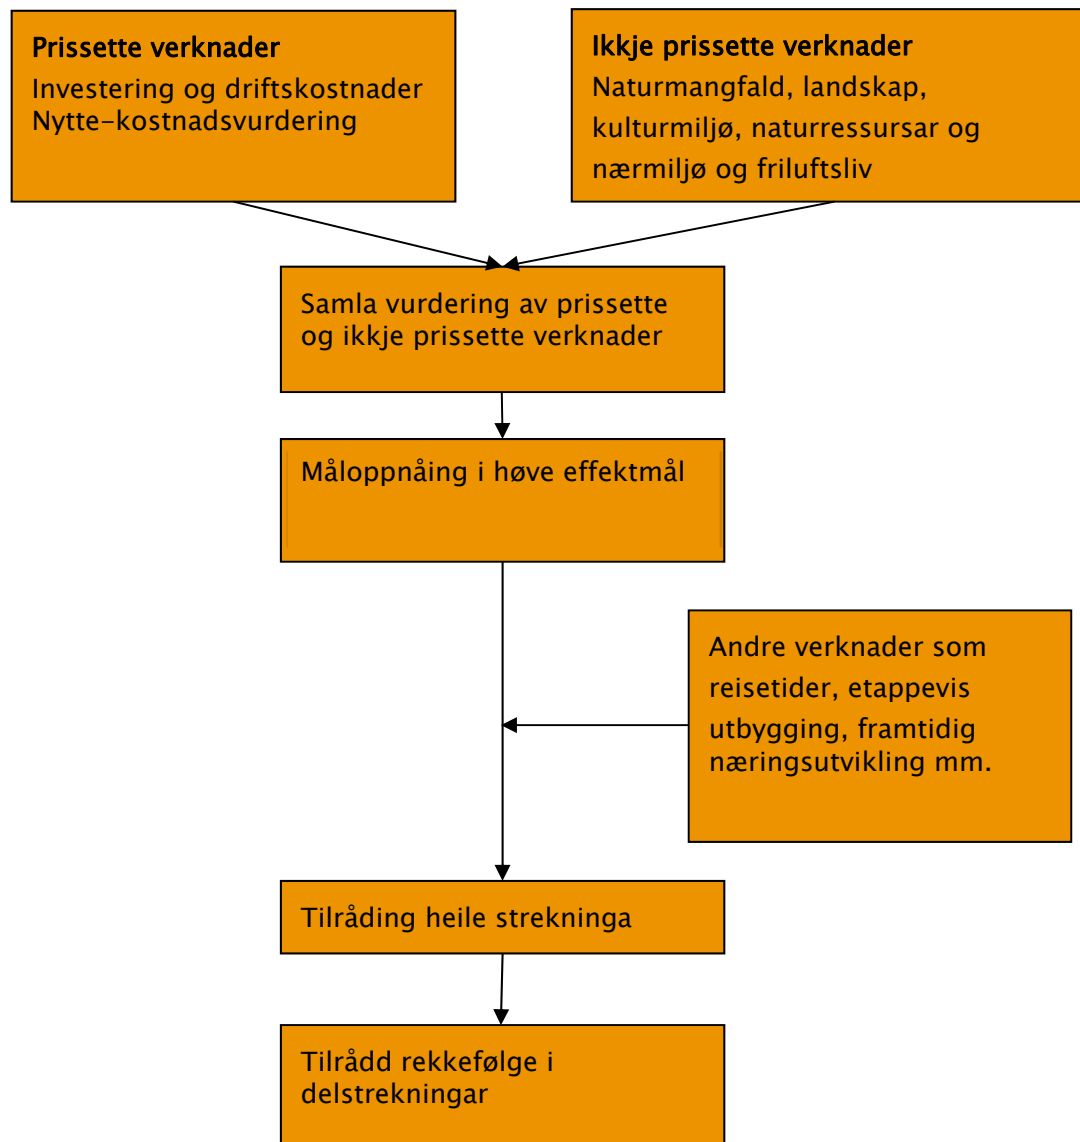 Prissette verknader
Investering og driftskostnader
Nytte-kostnadsvurdering
Ikkje prissette verknader
Naturmangfald, landskap,
kulturmiljø, naturressursar og
nærmiljø og friluftsliv
Samla vurdering av prissette
og ikkje prissette verknader
Måloppnåing i høve effektmål
Andre verknader som
reisetider, etappevis
utbygging, framtidig
næringsutvikling mm.
Tilråding heile strekninga
Tilrådd rekkefølge i
delstrekningar